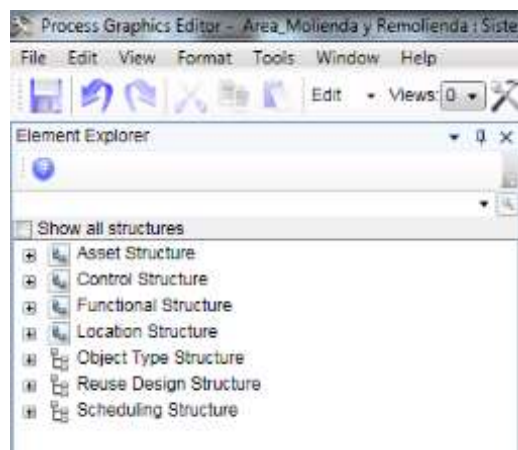 Process Graphics Editor - Area_Molienda y Remolienda : Siste
File Edit View Format Tools Window Help
Edit Views: 0
Element Explorer
Show all structures
Asset Structure
Control Structure
Functional Structure
Location Structure
Object Type Structure
Reuse Design Structure
Scheduling Structure